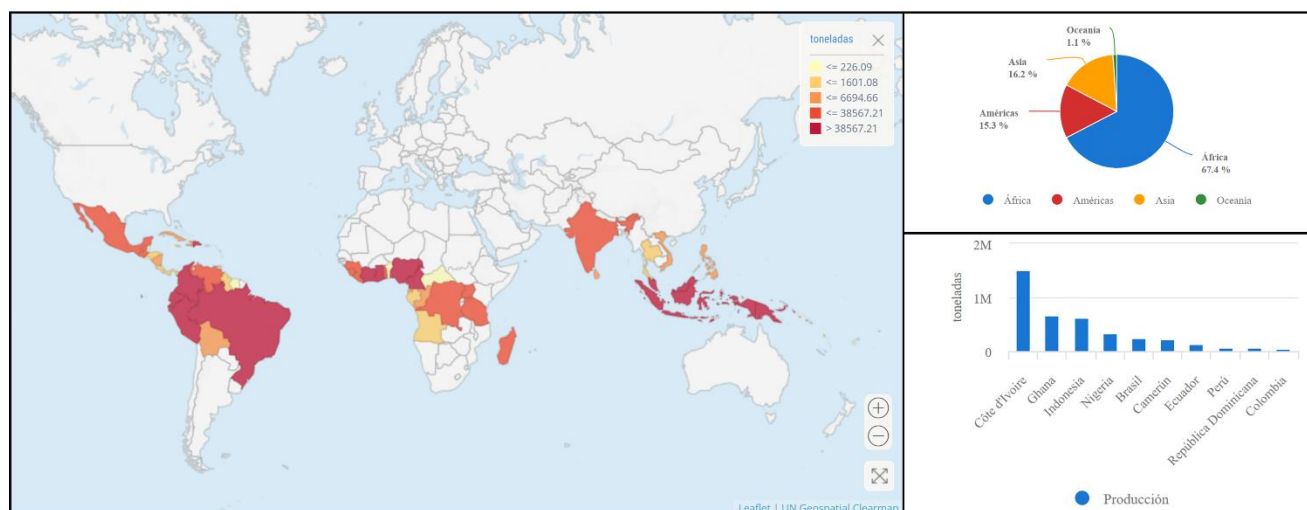 toneladas
<= 226.09
<= 1601.08
<= 6694.66
<= 38567.21
> 38567.21
Leaflet | UN Geospatial Clearmap
Oceanía
1.1 %
Asia
16.2 %
Américas
15.3 %
África
67.4 %
África Américas Asia Oceanía
toneladas
2M
1M
0
Côte d'Ivoire
Ghana
Indonesia
Nigeria
Brasil
Camerún
Ecuador
Perú
República Dominicana
Colombia
Producción